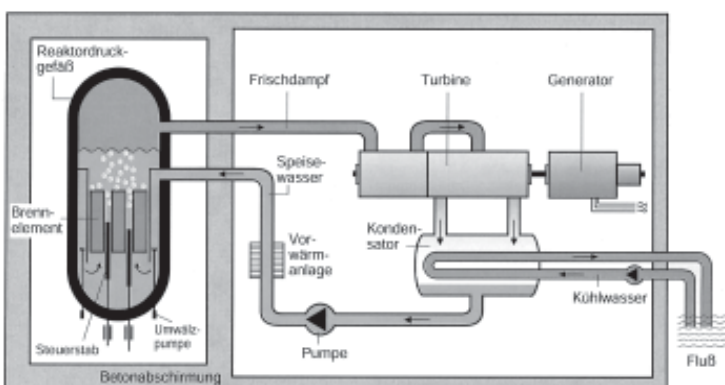 Reaktordruck-
gefäß
Frischdampf
Turbine
Generator
Speise-
wasser
Brenn-
element
Vor-
wärm-
anlage
Konden-
sator
Kühlwasser
Steuerstab
Umwälz-
pumpe
Pumpe
Fluß
Betonabschirmung